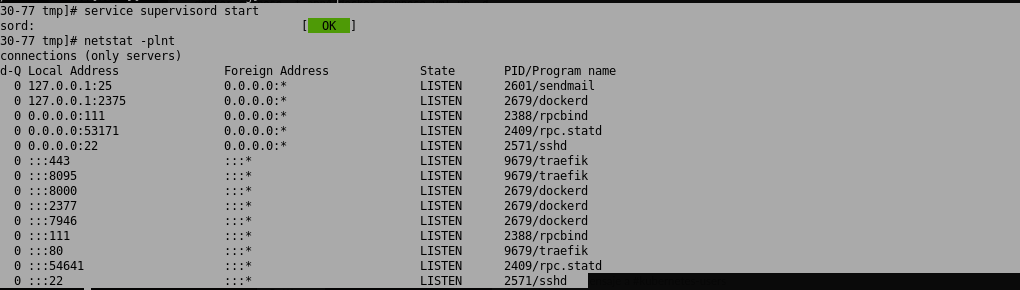 30-77 tmp]# service supervisord start
sord: [ OK ]
30-77 tmp]# netstat -plnt
connections (only servers)
d-Q Local Address Foreign Address State PID/Program name
0 127.0.0.1:25 0.0.0.0:* LISTEN 2601/sendmail
0 127.0.0.1:2375 0.0.0.0:* LISTEN 2679/dockerd
0 0.0.0.0:111 0.0.0.0:* LISTEN 2388/rpcbind
0 0.0.0.0:53171 0.0.0.0:* LISTEN 2409/rpc.statd
0 0.0.0.0:22 0.0.0.0:* LISTEN 2571/sshd
0 :::443 :::* LISTEN 9679/traefik
0 :::8095 :::* LISTEN 9679/traefik
0 :::8000 :::* LISTEN 2679/dockerd
0 :::2377 :::* LISTEN 2679/dockerd
0 :::7946 :::* LISTEN 2679/dockerd
0 :::111 :::* LISTEN 2388/rpcbind
0 :::80 :::* LISTEN 9679/traefik
0 :::54641 :::* LISTEN 2409/rpc.statd
0 :::22 :::* LISTEN 2571/sshd